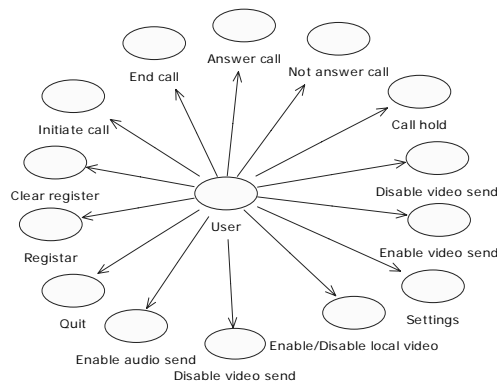 Answer call
Not answer call
End call
Initiate call
Call hold
Clear register
Disable video send
User
Registar
Enable video send
Quit
Settings
Enable audio send
Enable/Disable local video
Disable video send